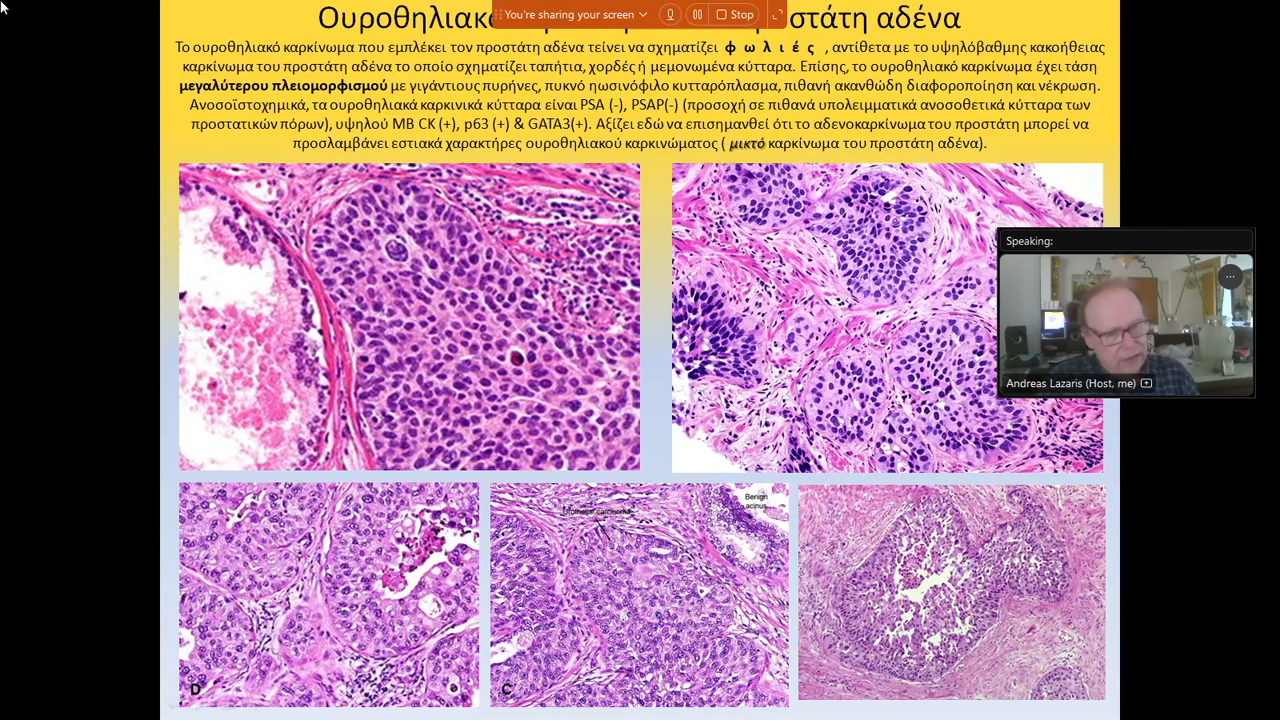 Ουροθηλιακ
στάτη αδένα
You're sharing your screen
Stop
Το ουροθηλιακό καρκίνωμα που εμπλέκει τον προστάτη αδένα τείνει να σχηματίζει φ ω λ ι έ ς , αντίθετα με το υψηλόβαθμης κακοήθειας
καρκίνωμα του προστάτη αδένα το οποίο σχηματίζει ταπήτια, χορδές ή μεμονωμένα κύτταρα. Επίσης, το ουροθηλιακό καρκίνωμα έχει τάση
μεγαλύτερου πλειομορφισμού με γιγάντιους πυρήνες, πυκνό ηωσινόφιλο κυτταρόπλασμα, πιθανή ακανθώδη διαφοροποίηση και νέκρωση.
Ανοσοϊστοχημικά, τα ουροθηλιακά καρκινικά κύτταρα είναι PSA (-), PSAP(-) (προσοχή σε πιθανά υπολειμματικά ανοσοθετικά κύτταρα των
προστατικών πόρων), υψηλού ΜΒ CK (+), p63 (+) & GATA3(+). Αξίζει εδώ να επισημανθεί ότι το αδενοκαρκίνωμα του προστάτη μπορεί να
προσλαμβάνει εστιακά χαρακτήρες ουροθηλιακού καρκινώματος ( μικτό καρκίνωμα του προστάτη αδένα).
Speaking:
Andreas Lazaris (Host, me)
Benign
acinus
Urothelial carcinoma
D
C